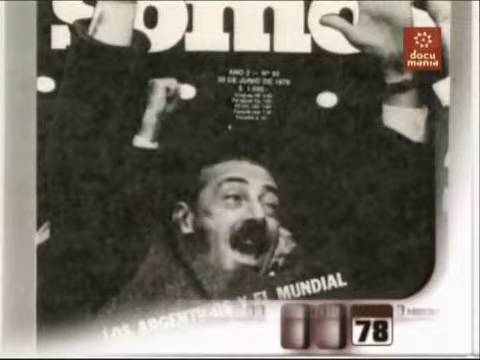 somos
docu
mania
AÑO 2 — Nº 93
30 DE JUNIO DE 1978
$ 1.000.-
LOS ARGENTINOS Y EL MUNDIAL
78